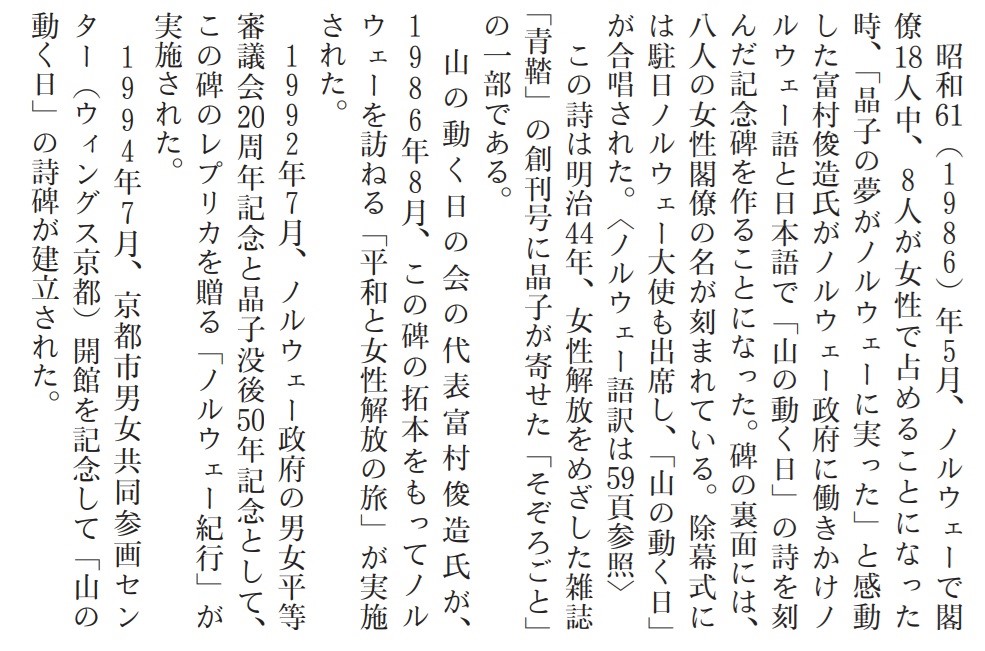 昭和61（1986）年5月、ノルウェーで閣
僚18人中、8人が女性で占めることになった
時、「晶子の夢がノルウェーに実った」と感動
した富村俊造氏がノルウェー政府に働きかけノ
ルウェー語と日本語で「山の動く日」の詩を刻
んだ記念碑を作ることになった。碑の裏面には、
八人の女性閣僚の名が刻まれている。除幕式に
は駐日ノルウェー大使も出席し、「山の動く日」
が合唱された。〈ノルウェー語訳は59頁参照〉
この詩は明治44年、女性解放をめざした雑誌
「青鞜」の創刊号に晶子が寄せた「そぞろごと」
の一部である。
山の動く日の会の代表富村俊造氏が、
1986年8月、この碑の拓本をもってノル
ウェーを訪ねる「平和と女性解放の旅」が実施
された。
1992年7月、ノルウェー政府の男女平等
審議会20周年記念と晶子没後50年記念として、
この碑のレプリカを贈る「ノルウェー紀行」が
実施された。
1994年7月、京都市男女共同参画セン
ター（ウィングス京都）開館を記念して「山の
動く日」の詩碑が建立された。